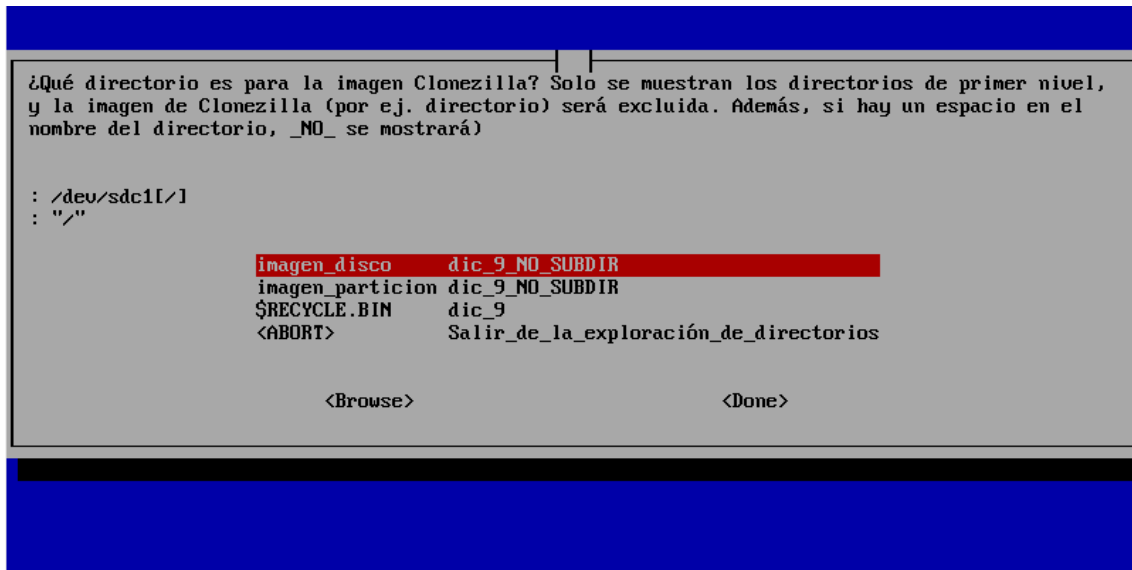 ¿Qué directorio es para la imagen Clonezilla? Solo se muestran los directorios de primer nivel,
y la imagen de Clonezilla (por ej. directorio) será excluida. Además, si hay un espacio en el
nombre del directorio, _NO_ se mostrará)
: /dev/sdc1[/]
: "/"
imagen_disco dic_9_NO_SUBDIR
imagen_particion dic_9_NO_SUBDIR
$RECYCLE.BIN dic_9
<ABORT> Salir_de_la_exploración_de_directorios
<Browse> <Done>